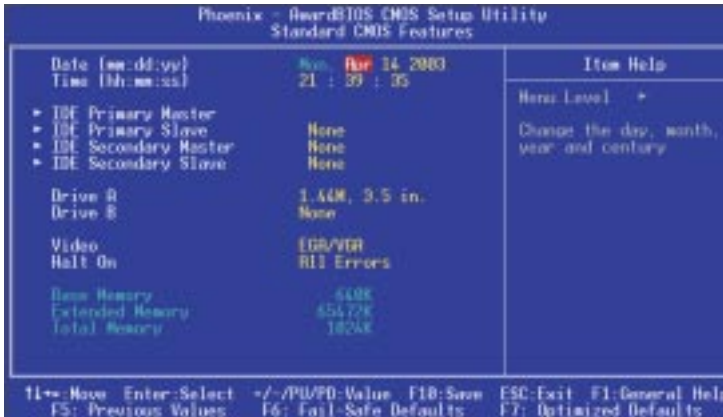 Phoenix - AwardBIOS CMOS Setup Utility
Standard CMOS Features
Date (mm:dd:yy) Mon, Apr 14 2003
Time (hh:mm:ss) 21 : 39 : 35
► IDE Primary Master
► IDE Primary Slave None
► IDE Secondary Master None
► IDE Secondary Slave None
Drive A 1.44M, 3.5 in.
Drive B None
Video EGA/VGA
Halt On All Errors
Base Memory 640K
Extended Memory 65472K
Total Memory 1024K
Item Help
Menu Level ►
Change the day, month, year and century
↑↓→←:Move Enter:Select +/-/PU/PD:Value F10:Save ESC:Exit F1:General Help
F5: Previous Values F6: Fail-Safe Defaults F7: Optimized Defaults